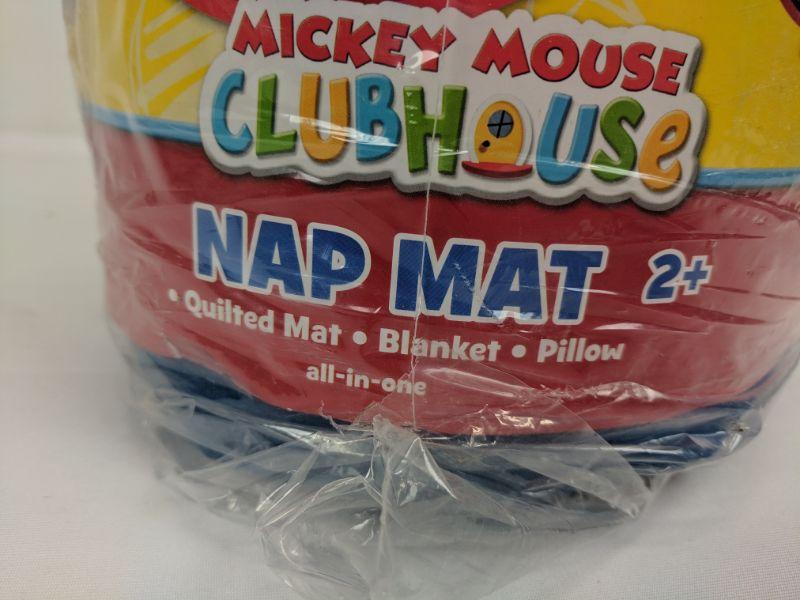 MICKEY MOUSE
CLUBHOUSE
NAP MAT 2+
• Quilted Mat • Blanket • Pillow
all-in-one